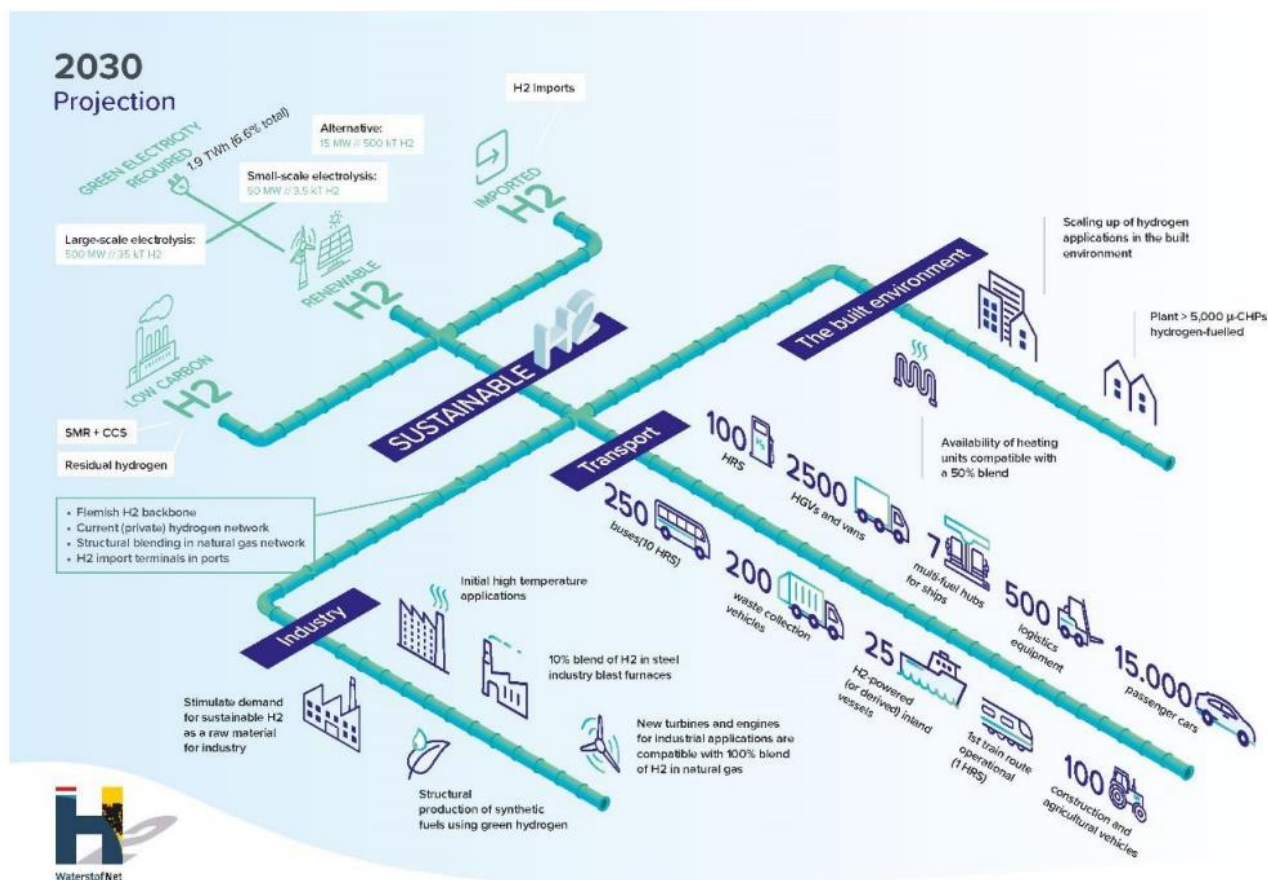 2030
Projection
GREEN ELECTRICITY
REQUIRED
1.9 TWh (6.6% total)
Alternative:
15 MW // 500 kT H2
Small-scale electrolysis:
50 MW // 3.5 kT H2
Large-scale electrolysis:
500 MW // 35 kT H2
RENEWABLE
H2
H2 Imports
IMPORTED
H2
LOW CARBON
H2
SMR + CCS
Residual hydrogen
SUSTAINABLE H2
• Flemish H2 backbone
• Current (private) hydrogen network
• Structural blending in natural gas network
• H2 import terminals in ports
The built environment
Scaling up of hydrogen
applications in the built
environment
Plant > 5,000 μ-CHPs
hydrogen-fuelled
Availability of heating
units compatible with
a 50% blend
Transport
100
H2
HRS
2500
HGVs and vans
7
multi-fuel hubs
for ships
500
logistics
equipment
15.000
passenger cars
250
buses(10 HRS)
200
waste collection
vehicles
25
H2-powered
(or derived) inland
vessels
1st train route
operational
(1 HRS)
100
construction and
agricultural vehicles
Industry
Initial high temperature
applications
10% blend of H2 in steel
industry blast furnaces
Stimulate demand
for sustainable H2
as a raw material
for industry
New turbines and engines
for industrial applications are
compatible with 100% blend
of H2 in natural gas
Structural
production of synthetic
fuels using green hydrogen
WaterstofNet